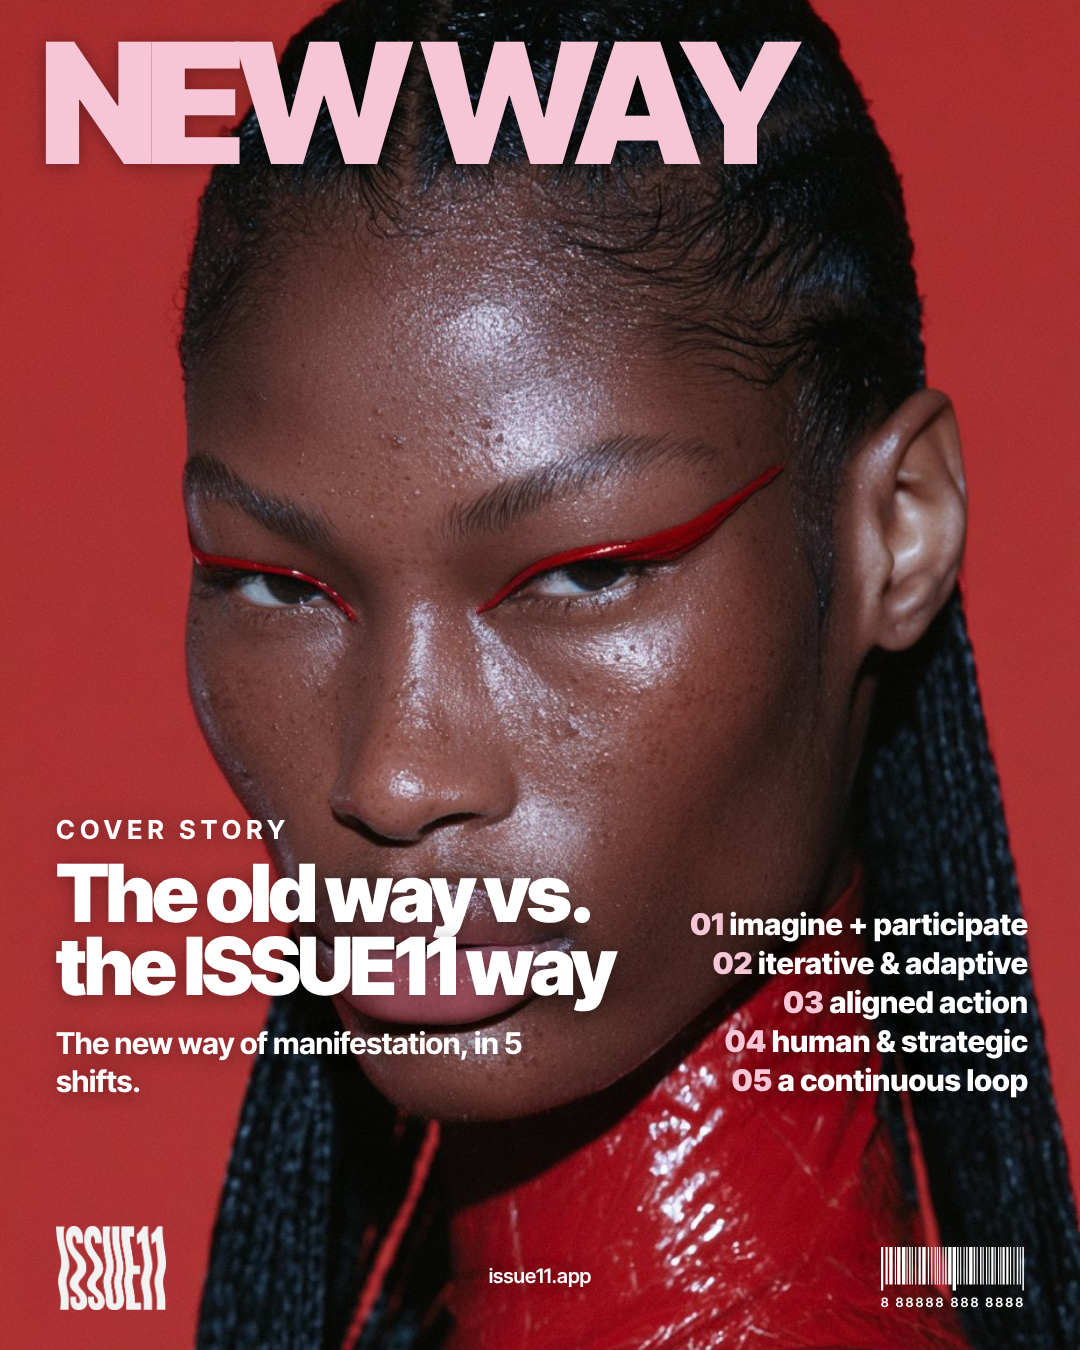 NEW WAY
COVER STORY
The old way vs.
the ISSUE11 way
The new way of manifestation, in 5
shifts.
01 imagine + participate
02 iterative & adaptive
03 aligned action
04 human & strategic
05 a continuous loop
ISSUE11
issue11.app
8 88888 888 8888